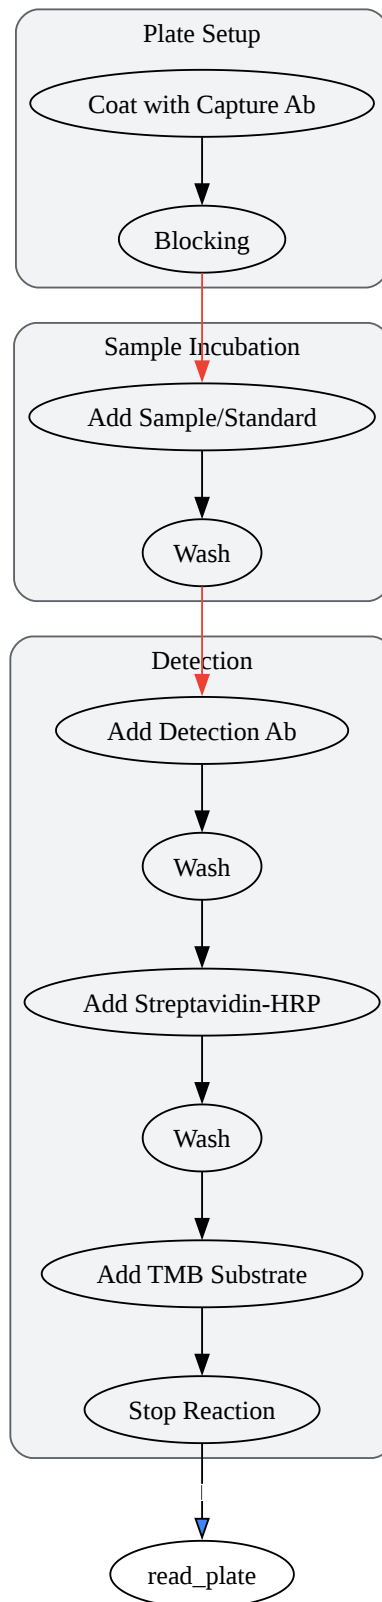 Plate Setup
Coat with Capture Ab
Blocking
Sample Incubation
Add Sample/Standard
Wash
Detection
Add Detection Ab
Wash
Add Streptavidin-HRP
Wash
Add TMB Substrate
Stop Reaction
read_plate